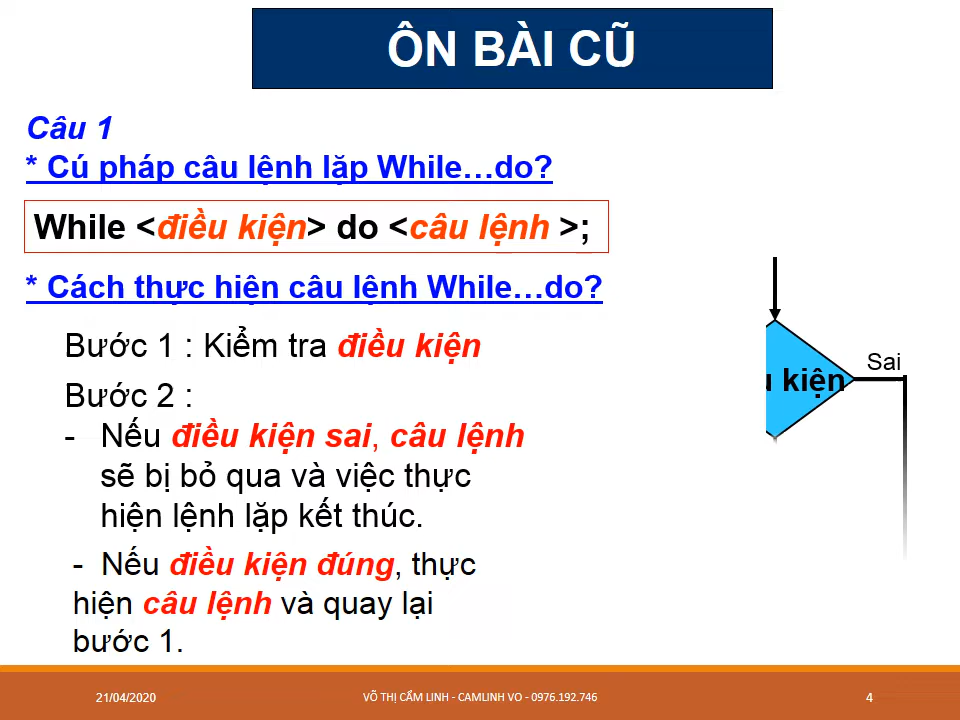 ÔN BÀI CŨ
Câu 1
* Cú pháp câu lệnh lặp While…do?
While <điều kiện> do <câu lệnh >;
* Cách thực hiện câu lệnh While…do?
Bước 1 : Kiểm tra điều kiện
Bước 2 :
- Nếu điều kiện sai, câu lệnh
sẽ bị bỏ qua và việc thực
hiện lệnh lặp kết thúc.
- Nếu điều kiện đúng, thực
hiện câu lệnh và quay lại
bước 1.
Sai
kiện
21/04/2020
VÕ THỊ CẨM LINH - CAMLINH VO - 0976.192.746
4